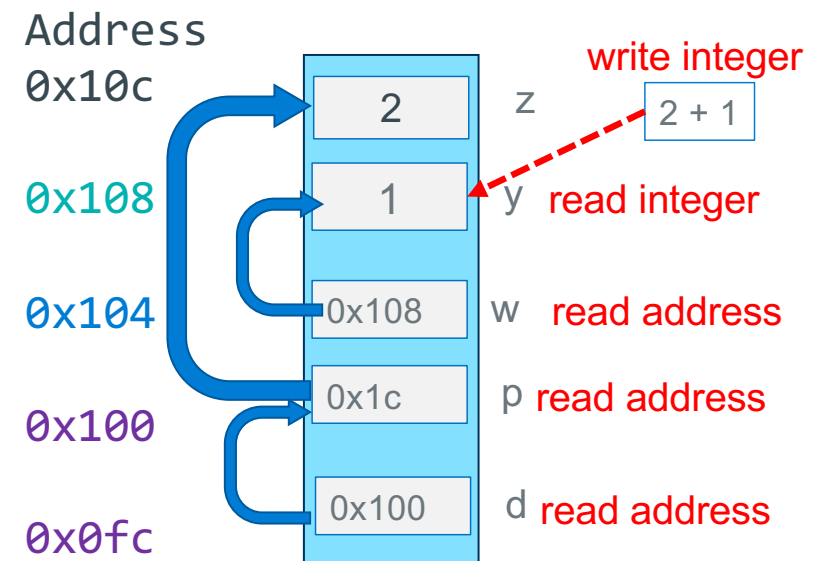 Address
write integer
0x10c
2
z
2 + 1
0x108
1
y
read integer
0x104
0x108
w
read address
0x1c
p
read address
0x100
0x100
d
read address
0x0fc